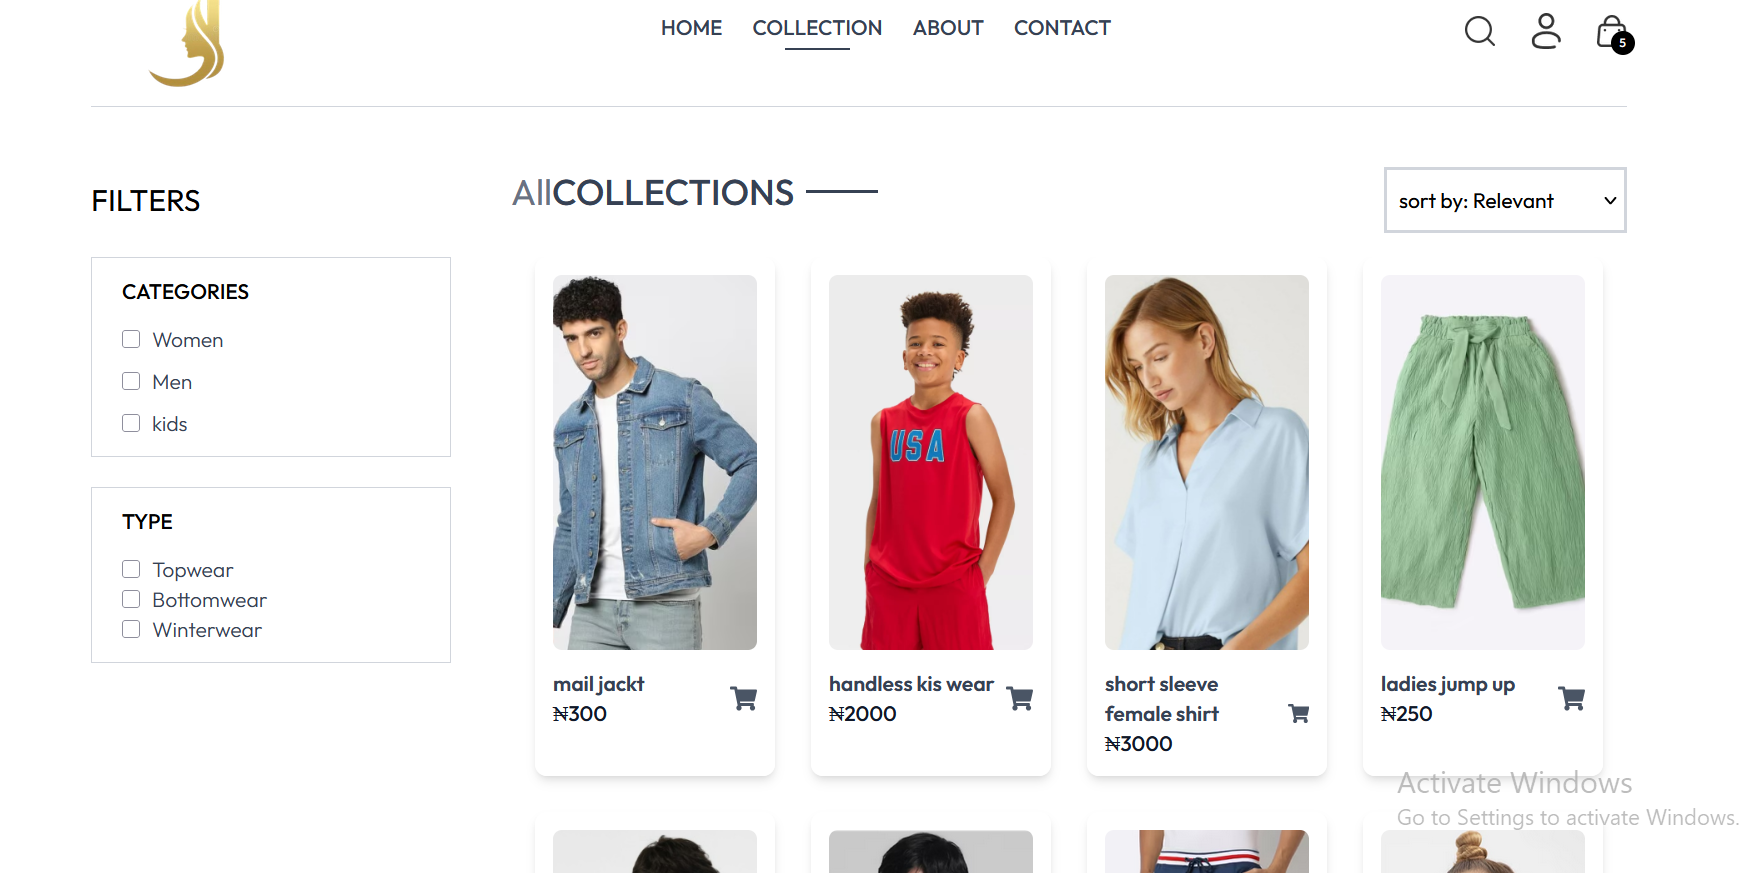 HOME COLLECTION ABOUT CONTACT
5
FILTERS
AllCOLLECTIONS
sort by: Relevant
CATEGORIES
Women
Men
kids
TYPE
Topwear
Bottomwear
Winterwear
USA
mail jackt
₦300
handless kis wear
₦2000
short sleeve
female shirt
₦3000
ladies jump up
₦250
Activate Windows
Go to Settings to activate Windows.